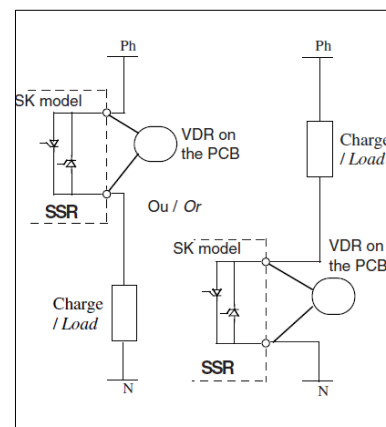 Ph
SK model
VDR on
the PCB
SSR
Ou / Or
Charge
/ Load
N
Ph
Charge
/ Load
SK model
VDR on
the PCB
SSR
N